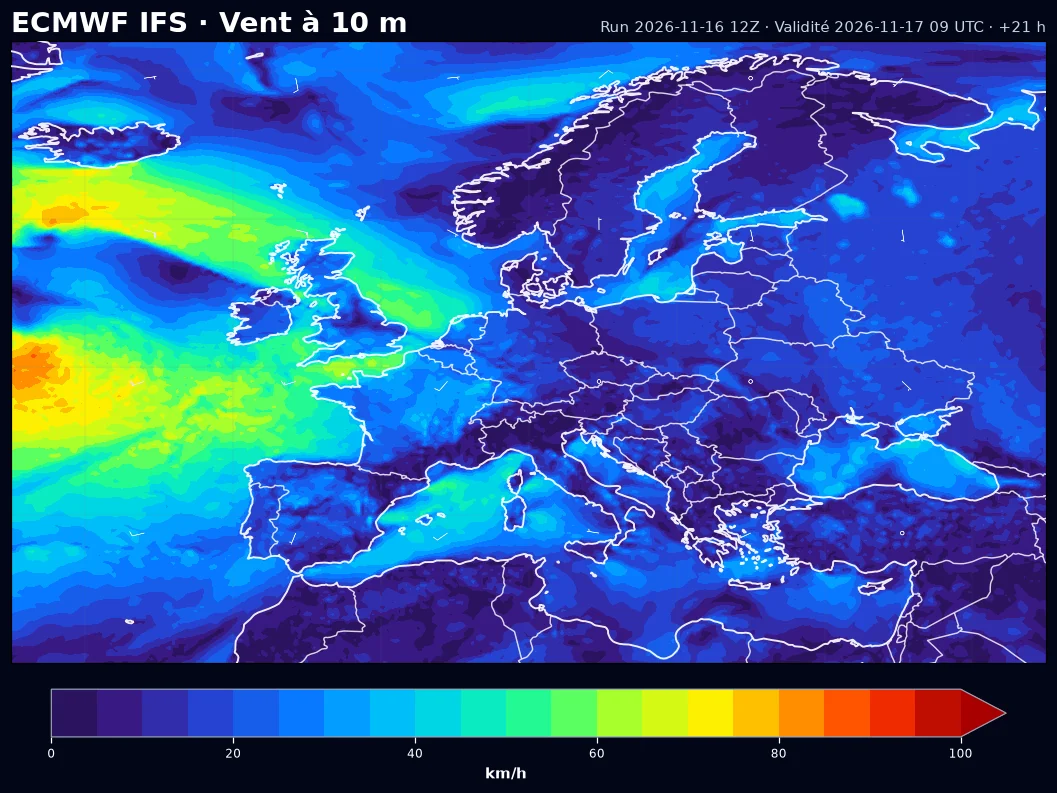 ECMWF IFS · Vent à 10 m
Run 2026-11-16 12Z · Validité 2026-11-17 09 UTC · +21 h
0 20 40 60 80 100
km/h